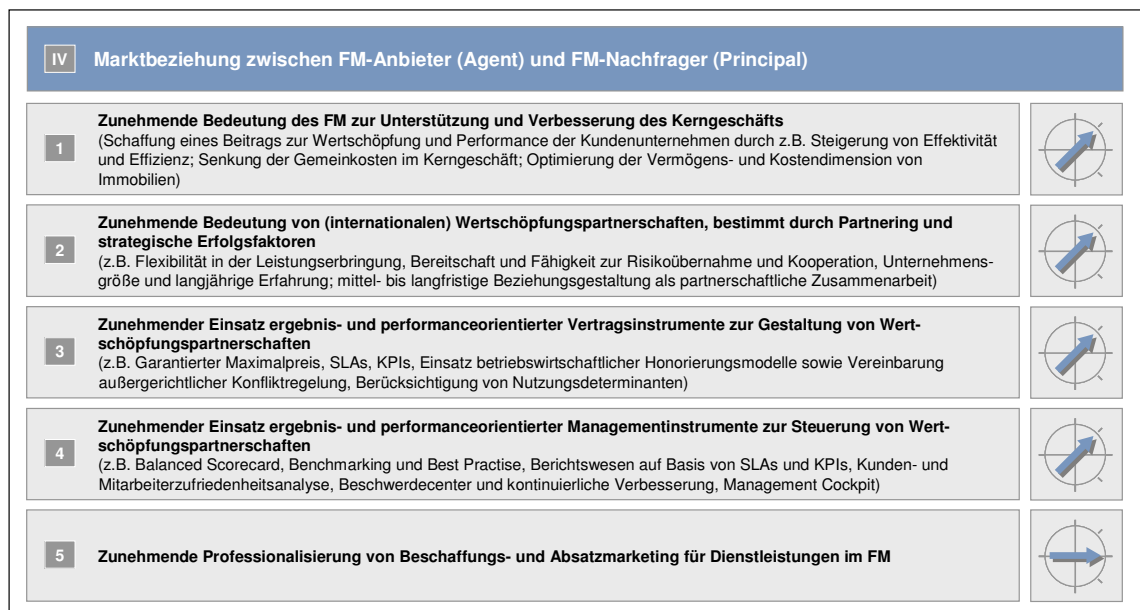 IV Marktbeziehung zwischen FM-Anbieter (Agent) und FM-Nachfrager (Principal)
1
Zunehmende Bedeutung des FM zur Unterstützung und Verbesserung des Kerngeschäfts
(Schaffung eines Beitrags zur Wertschöpfung und Performance der Kundenunternehmen durch z.B. Steigerung von Effektivität
und Effizienz; Senkung der Gemeinkosten im Kerngeschäft; Optimierung der Vermögens- und Kostendimension von
Immobilien)
2
Zunehmende Bedeutung von (internationalen) Wertschöpfungspartnerschaften, bestimmt durch Partnering und
strategische Erfolgsfaktoren
(z.B. Flexibilität in der Leistungserbringung, Bereitschaft und Fähigkeit zur Risikoübernahme und Kooperation, Unternehmens-
größe und langjährige Erfahrung; mittel- bis langfristige Beziehungsgestaltung als partnerschaftliche Zusammenarbeit)
3
Zunehmender Einsatz ergebnis- und performanceorientierter Vertragsinstrumente zur Gestaltung von Wert-
schöpfungspartnerschaften
(z.B. Garantierter Maximalpreis, SLAs, KPIs, Einsatz betriebswirtschaftlicher Honorierungsmodelle sowie Vereinbarung
außergerichtlicher Konfliktregelung, Berücksichtigung von Nutzungsdeterminanten)
4
Zunehmender Einsatz ergebnis- und performanceorientierter Managementinstrumente zur Steuerung von Wert-
schöpfungspartnerschaften
(z.B. Balanced Scorecard, Benchmarking und Best Practise, Berichtswesen auf Basis von SLAs und KPIs, Kunden- und
Mitarbeiterzufriedenheitsanalyse, Beschwerdecenter und kontinuierliche Verbesserung, Management Cockpit)
5
Zunehmende Professionalisierung von Beschaffungs- und Absatzmarketing für Dienstleistungen im FM